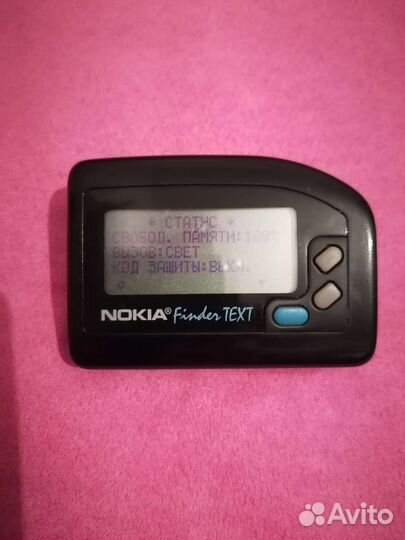 * СТАТУС *
СВОБОД. ПАМЯТИ:100%
ВЫЗОВ:СВЕТ
КОД ЗАЩИТЫ:ВЫКЛ.
NOKIA® Finder TEXT
Avito